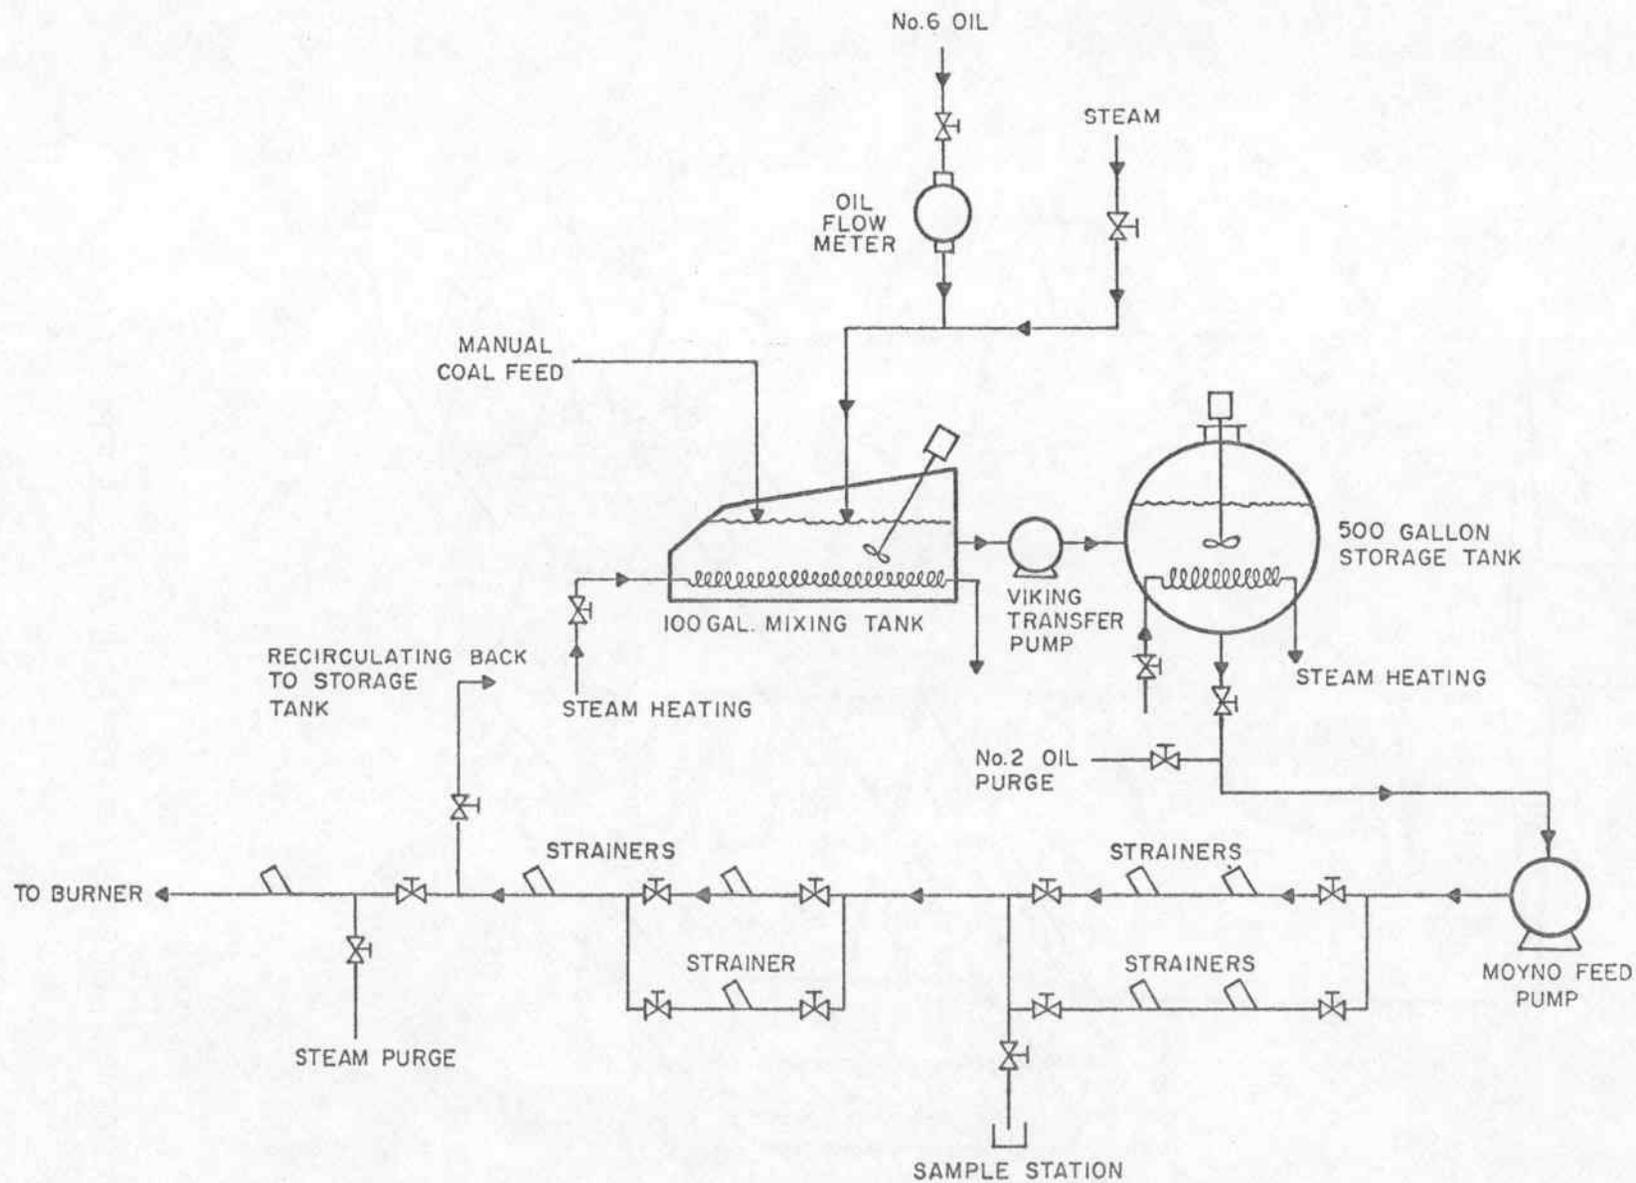 No.6 OIL
STEAM
OIL
FLOW
METER
MANUAL
COAL FEED
500 GALLON
STORAGE TANK
VIKING
TRANSFER
PUMP
100 GAL. MIXING TANK
RECIRCULATING BACK
TO STORAGE
TANK
STEAM HEATING
STEAM HEATING
No.2 OIL
PURGE
STRAINERS
STRAINERS
TO BURNER
STRAINER
STRAINERS
MOYNO FEED
PUMP
STEAM PURGE
SAMPLE STATION